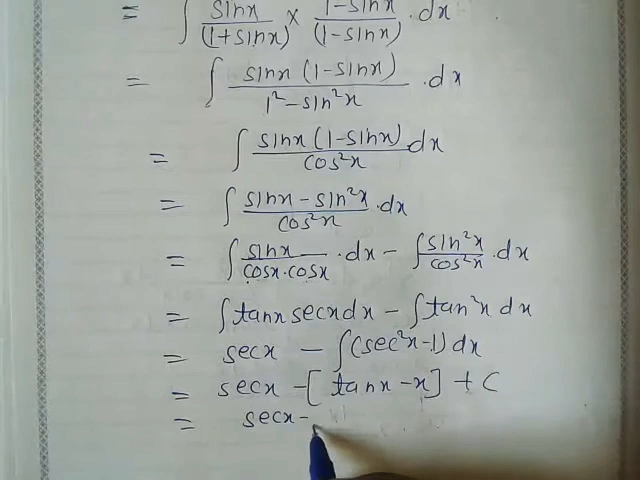 = ∫ sinx/(1+sinx) × 1-sinx/(1-sinx) .dx
= ∫ sinx (1-sinx)/1²-sin²x .dx
= ∫ sinx (1-sinx)/cos²x dx
= ∫ sinx - sin²x/cos²x .dx
= ∫ sinx/cosx.cosx .dx - ∫ sin²x/cos²x .dx
= ∫tanx secx dx - ∫tan²x dx
= secx - ∫(sec²x-1) dx
= secx -[tanx -x] + C
= secx -